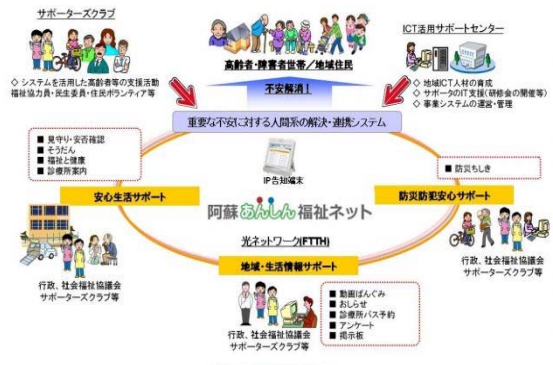 サポーターズクラブ
◇ システムを活用した高齢者等の支援活動
福祉協力員・民生委員・住民ボランティア等
高齢者・障害者世帯／地域住民
ICT活用サポートセンター
◇ 地域ICT人材の育成
◇ サポータのIT支援(研修会の開催等)
◇ 事業システムの運営・管理
不安解消！
重要な不安に対する人間系の解決・連携システム
■ 見守り・安否確認
■ そうだん
■ 福祉と健康
■ 診療所案内
IP告知端末
■ 防災ちしき
安心生活サポート
防災防犯安心サポート
阿蘇あんしん福祉ネット
光ネットワーク(FTTH)
地域・生活情報サポート
行政、社会福祉協議会
サポーターズクラブ等
行政、社会福祉協議会
サポーターズクラブ等
■ 動画ばんぐみ
■ おしらせ
■ 診療所バス予約
■ アンケート
■ 掲示板
行政、社会福祉協議会
サポーターズクラブ等